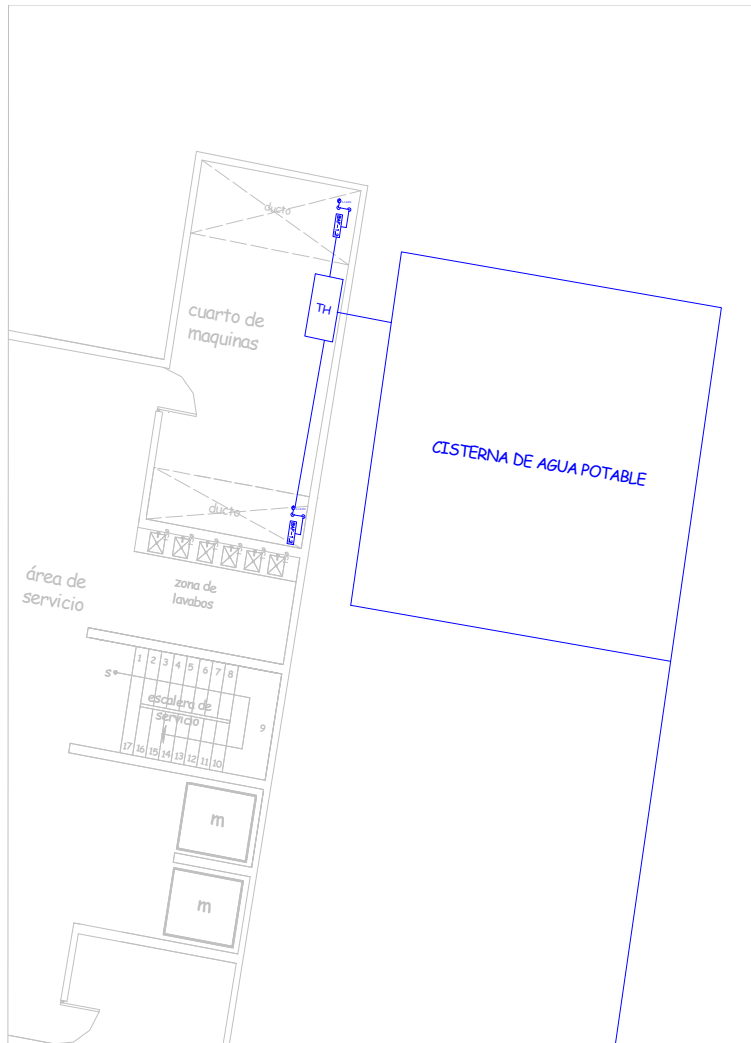 ducto
cuarto de
maquinas
TH
CISTERNA DE AGUA POTABLE
ducto
área de
servicio
zona de
lavabos
1 2 3 4 5 6 7 8
s
escalera de
servicio
9
17 16 15 14 13 12 11 10
m
m